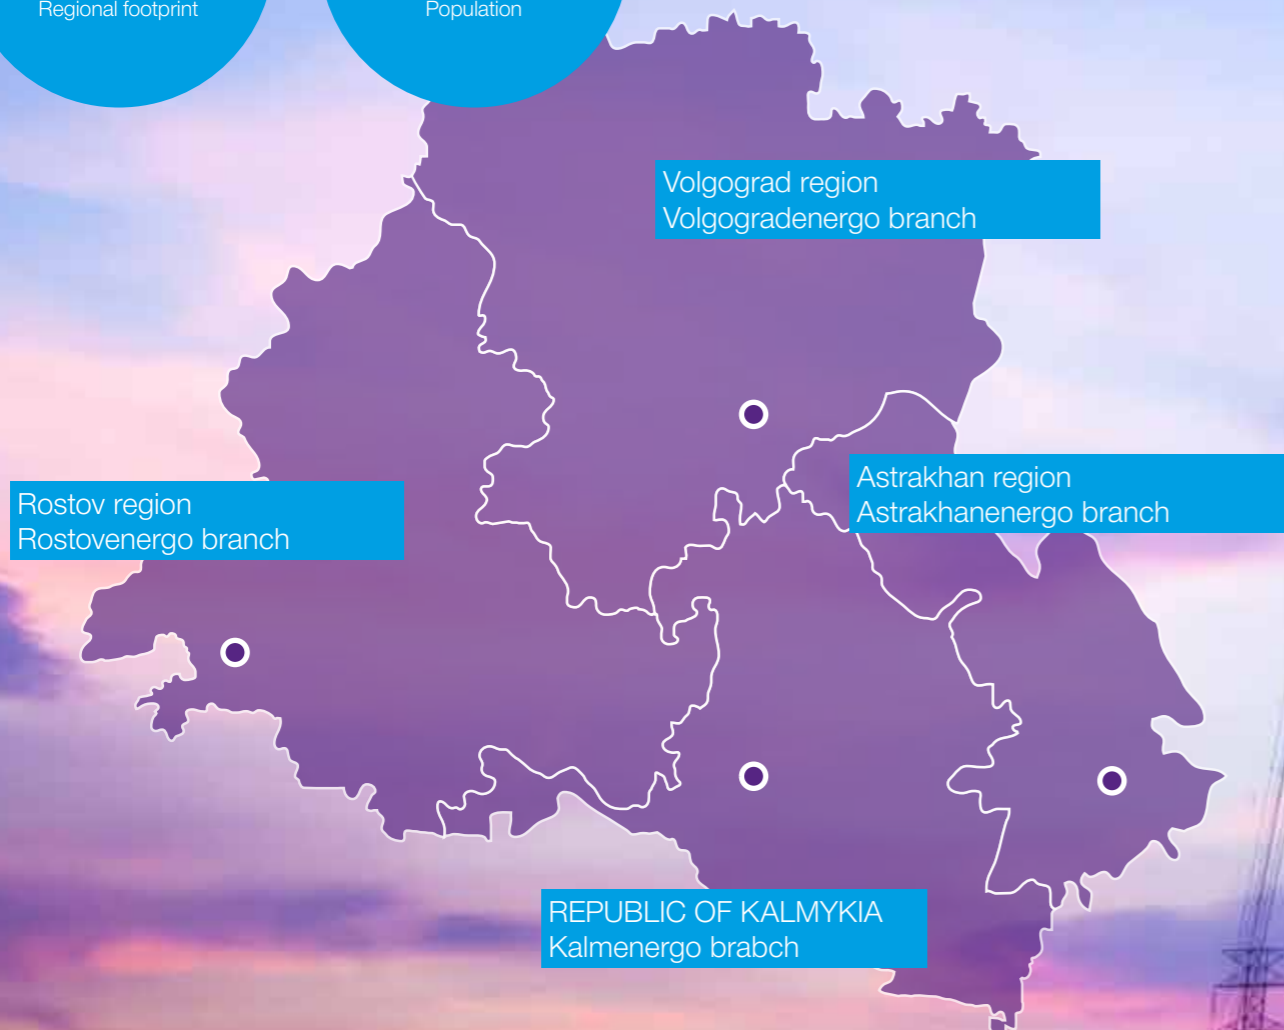 Regional footprint
Population
Volgograd region
Volgogradenergo branch
Astrakhan region
Astrakhanenergo branch
Rostov region
Rostovenergo branch
REPUBLIC OF KALMYKIA
Kalmenergo brabch